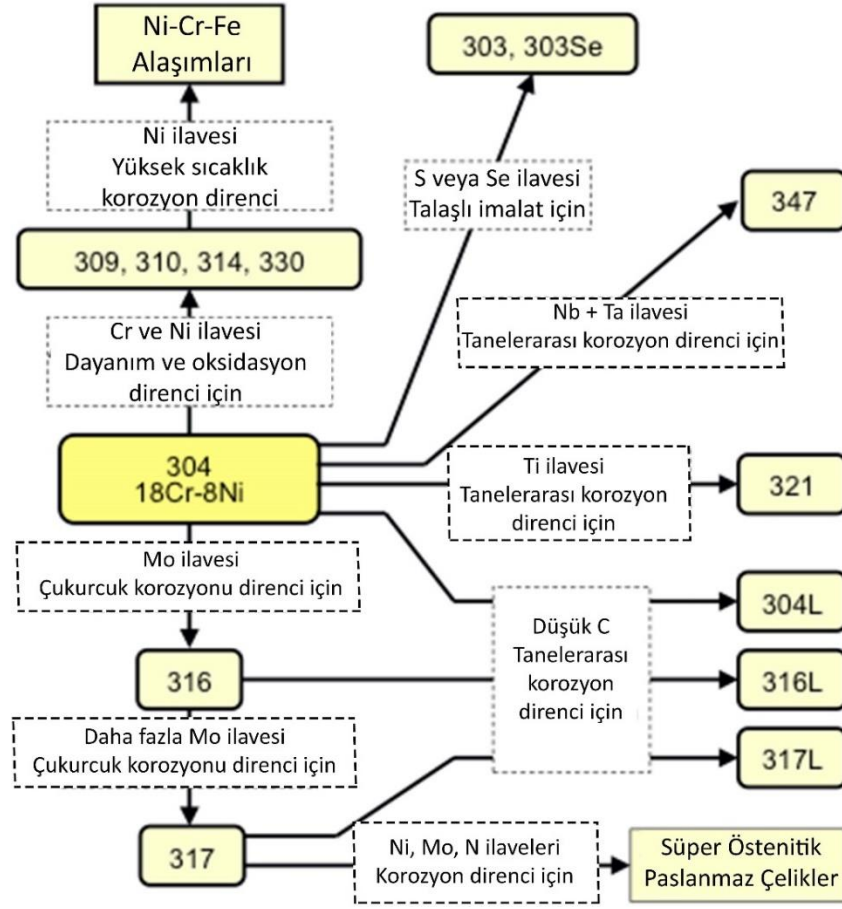 Ni-Cr-Fe
Alaşımları
303, 303Se
Ni ilavesi
Yüksek sıcaklık
korozyon direnci
S veya Se ilavesi
Talaşlı imalat için
347
309, 310, 314, 330
Nb + Ta ilavesi
Tanelerarası korozyon direnci için
Cr ve Ni ilavesi
Dayanım ve oksidasyon
direnci için
304
18Cr-8Ni
Ti ilavesi
Tanelerarası korozyon
direnci için
321
Mo ilavesi
Çukurcuk korozyonu direnci için
Düşük C
Tanelerarası
korozyon
direnci için
304L
316
316L
Daha fazla Mo ilavesi
Çukurcuk korozyonu direnci için
317L
317
Ni, Mo, N ilaveleri
Korozyon direnci için
Süper Östenitik
Paslanmaz Çelikler